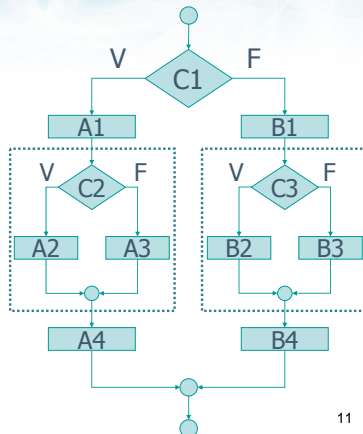 V F
C1
A1 B1
V F V F
C2 C3
A2 A3 B2 B3
A4 B4
11